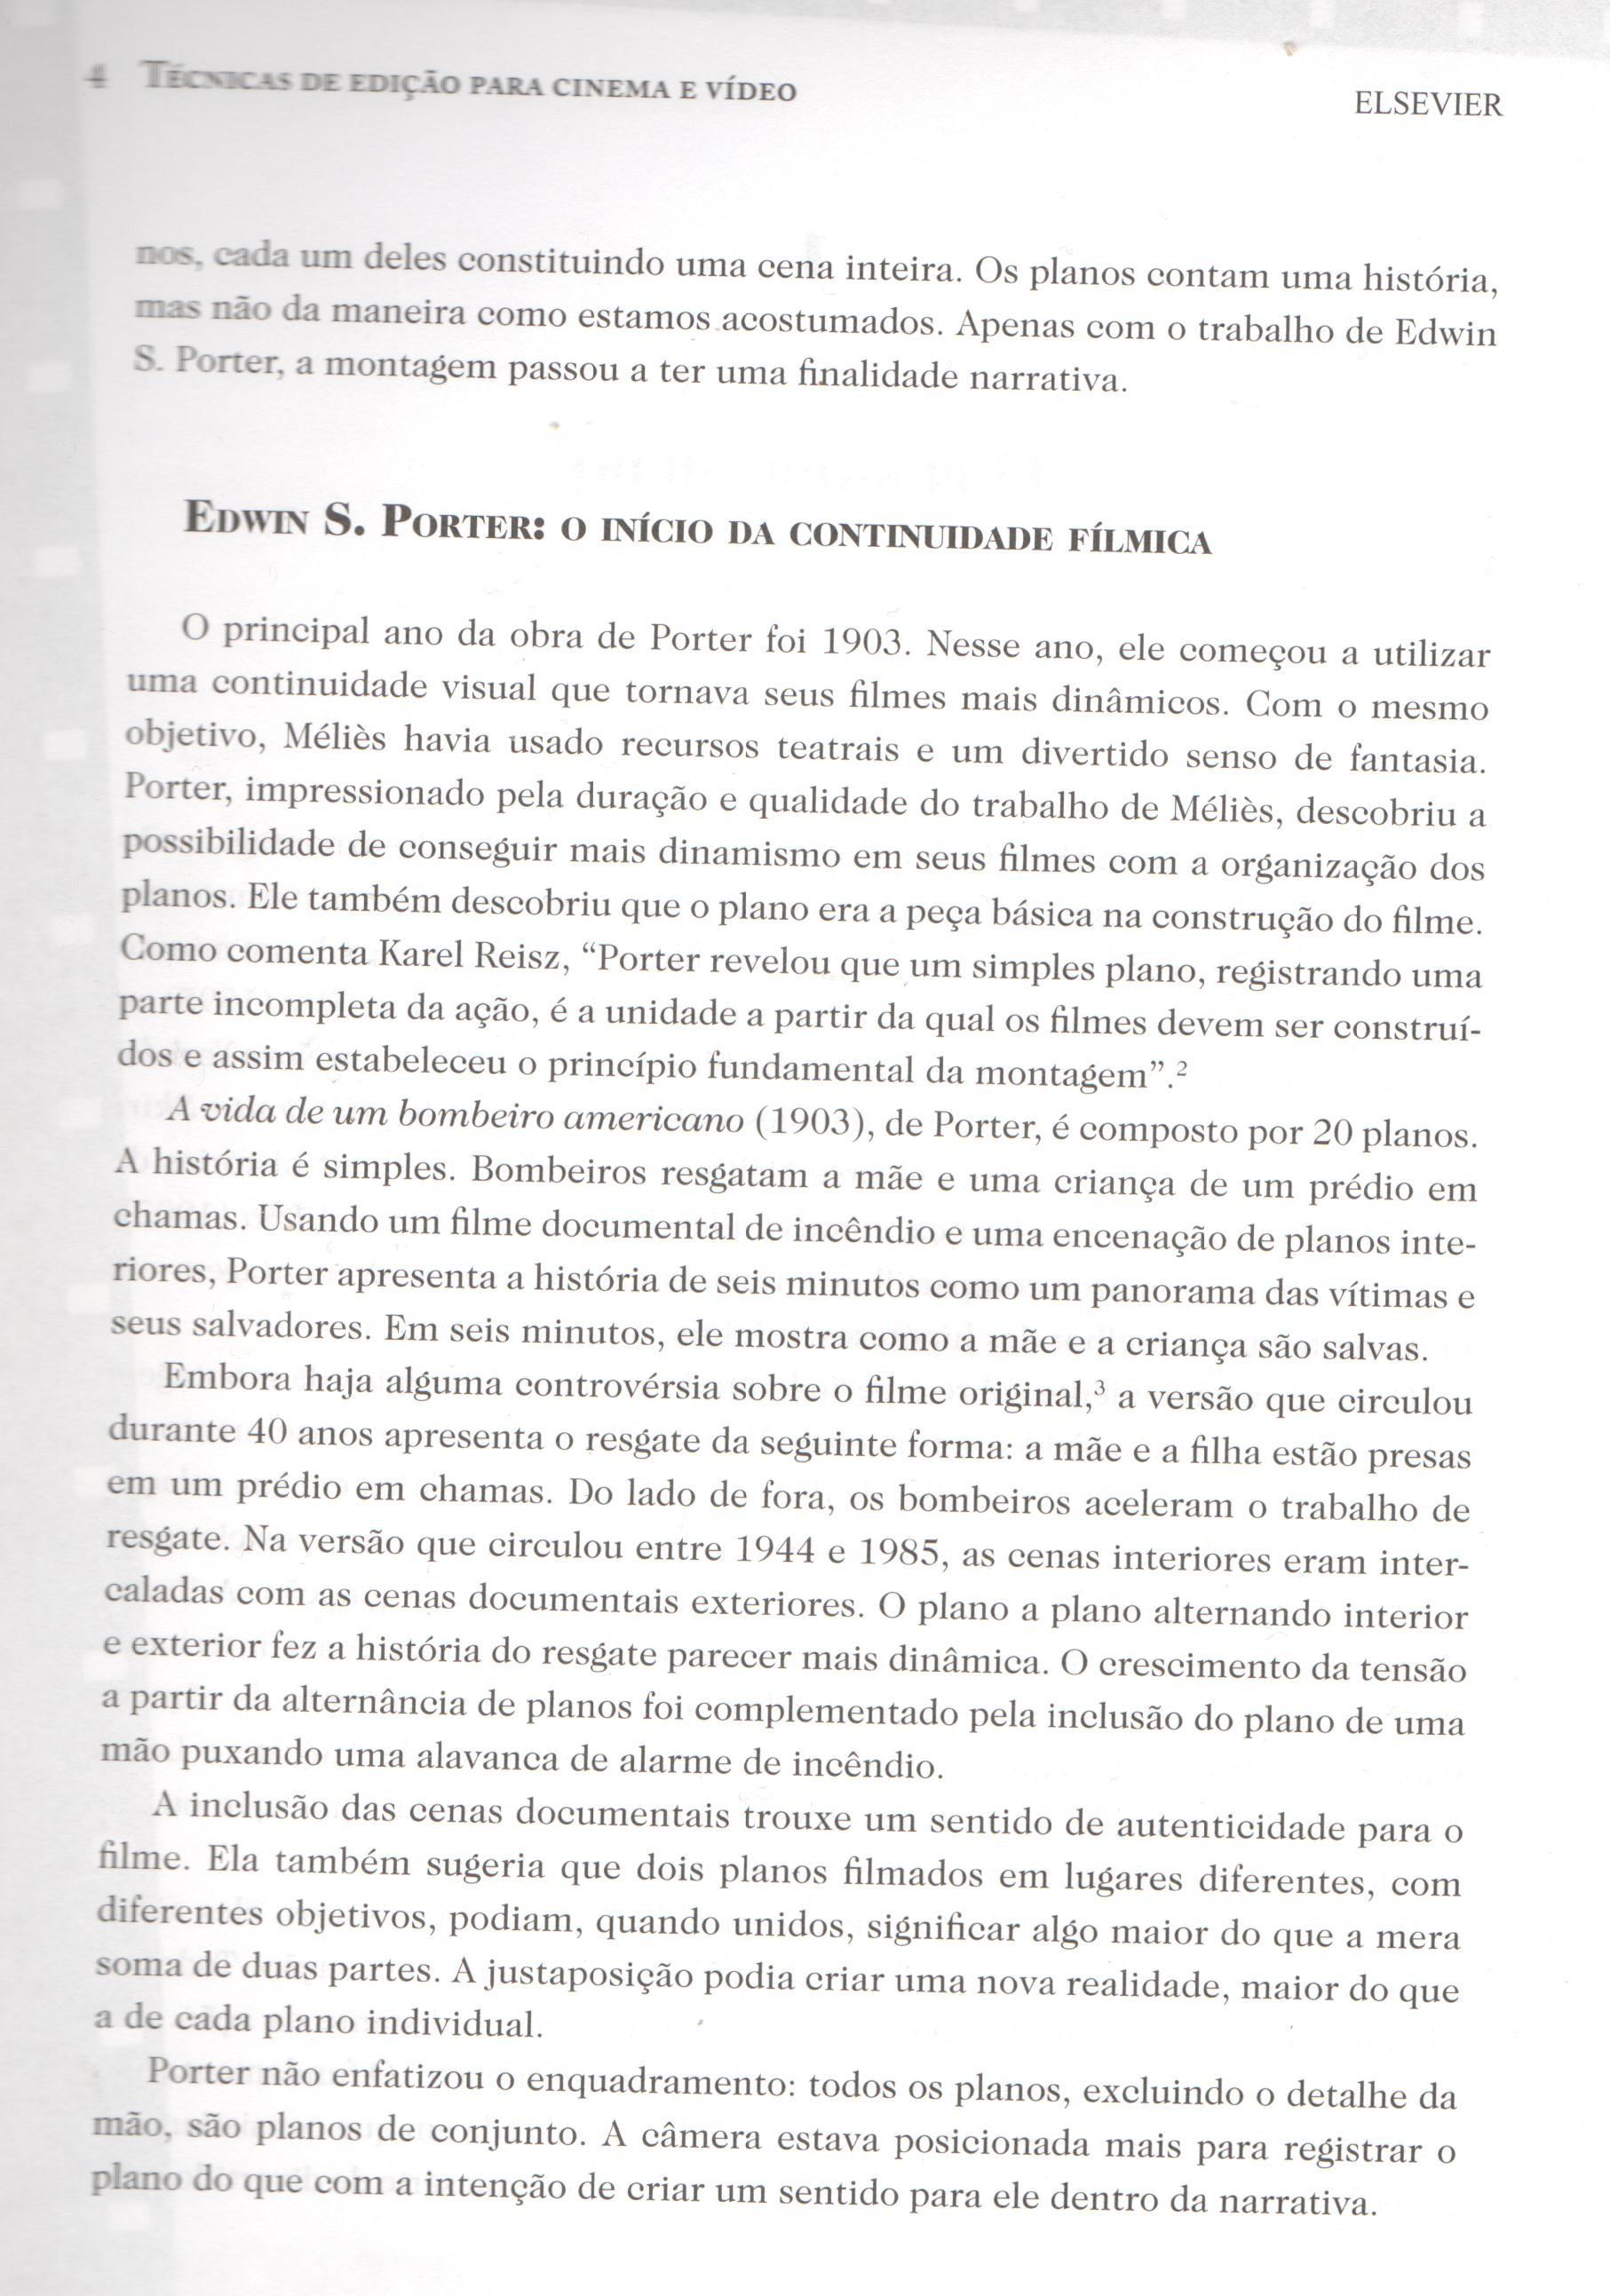 4 TÉCNICAS DE EDIÇÃO PARA CINEMA E VÍDEO
ELSEVIER
nos, cada um deles constituindo uma cena inteira. Os planos contam uma história,
mas não da maneira como estamos acostumados. Apenas com o trabalho de Edwin
S. Porter, a montagem passou a ter uma finalidade narrativa.
EDWIN S. PORTER: O INÍCIO DA CONTINUIDADE FÍLMICA
O principal ano da obra de Porter foi 1903. Nesse ano, ele começou a utilizar
uma continuidade visual que tornava seus filmes mais dinâmicos. Com o mesmo
objetivo, Méliès havia usado recursos teatrais e um divertido senso de fantasia.
Porter, impressionado pela duração e qualidade do trabalho de Méliès, descobriu a
possibilidade de conseguir mais dinamismo em seus filmes com a organização dos
planos. Ele também descobriu que o plano era a peça básica na construção do filme.
Como comenta Karel Reisz, “Porter revelou que um simples plano, registrando uma
parte incompleta da ação, é a unidade a partir da qual os filmes devem ser construí-
dos e assim estabeleceu o princípio fundamental da montagem”.²
A vida de um bombeiro americano (1903), de Porter, é composto por 20 planos.
A história é simples. Bombeiros resgatam a mãe e uma criança de um prédio em
chamas. Usando um filme documental de incêndio e uma encenação de planos inte-
riores, Porter apresenta a história de seis minutos como um panorama das vítimas e
seus salvadores. Em seis minutos, ele mostra como a mãe e a criança são salvas.
Embora haja alguma controvérsia sobre o filme original,³ a versão que circulou
durante 40 anos apresenta o resgate da seguinte forma: a mãe e a filha estão presas
em um prédio em chamas. Do lado de fora, os bombeiros aceleram o trabalho de
resgate. Na versão que circulou entre 1944 e 1985, as cenas interiores eram inter-
caladas com as cenas documentais exteriores. O plano a plano alternando interior
e exterior fez a história do resgate parecer mais dinâmica. O crescimento da tensão
a partir da alternância de planos foi complementado pela inclusão do plano de uma
mão puxando uma alavanca de alarme de incêndio.
A inclusão das cenas documentais trouxe um sentido de autenticidade para o
filme. Ela também sugeria que dois planos filmados em lugares diferentes, com
diferentes objetivos, podiam, quando unidos, significar algo maior do que a mera
soma de duas partes. A justaposição podia criar uma nova realidade, maior do que
a de cada plano individual.
Porter não enfatizou o enquadramento: todos os planos, excluindo o detalhe da
mão, são planos de conjunto. A câmera estava posicionada mais para registrar o
plano do que com a intenção de criar um sentido para ele dentro da narrativa.